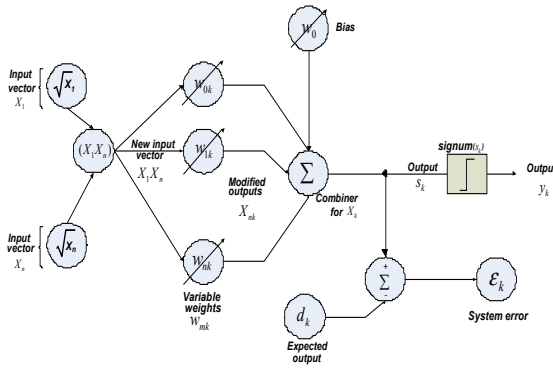 w₀
Bias
Input
vector
X₁
√x₁
w₀ₖ
signum(sₖ)
(X₁Xₙ)
New input
vector
X₁Xₙ
w₁ₖ
Modified
outputs
Xₙₖ
Σ
Combiner
for Xₖ
Output
sₖ
Output
yₖ
Input
vector
Xₙ
√xₙ
wₙₖ
Variable
weights
wₘₖ
+
Σ
-
εₖ
System error
dₖ
Expected
output